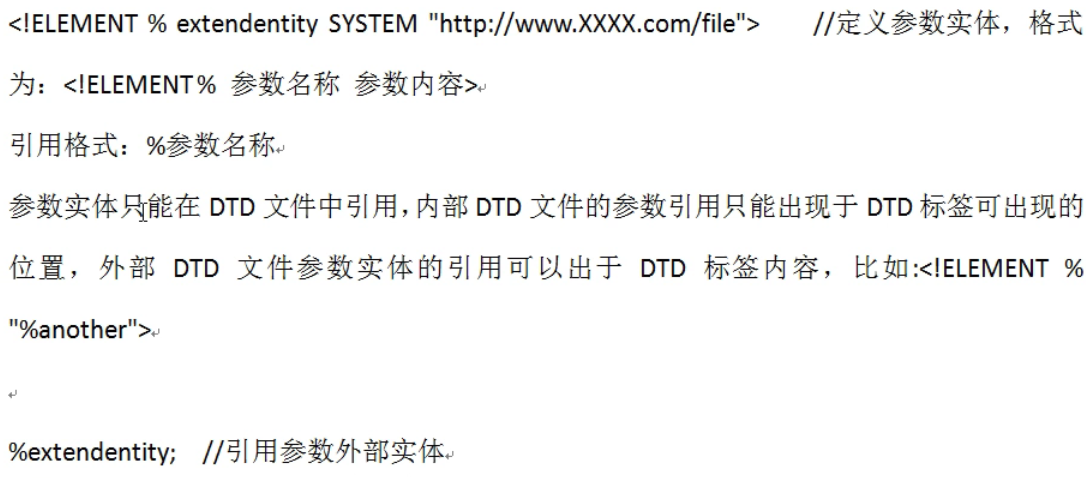 <!ELEMENT % extendentity SYSTEM "http://www.XXXX.com/file">    //定义参数实体，格式
为：<!ELEMENT% 参数名称 参数内容>
引用格式：%参数名称
参数实体只能在 DTD 文件中引用，内部 DTD 文件的参数引用只能出现于 DTD 标签可出现的
位置，外部 DTD 文件参数实体的引用可以出于 DTD 标签内容，比如:<!ELEMENT %
"%another">
%extendentity;   //引用参数外部实体